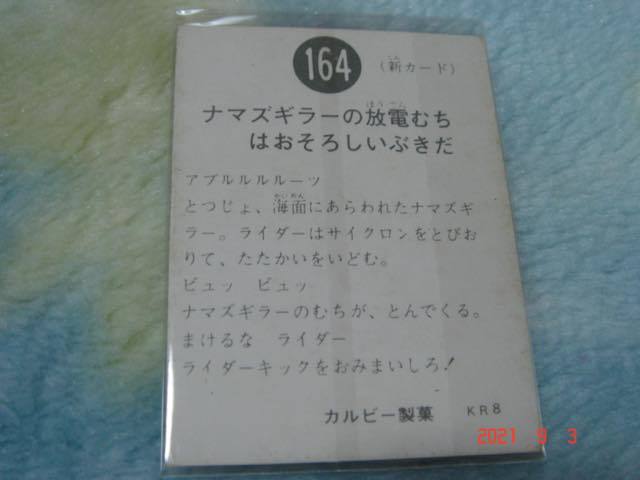 164
(新カード)
ナマズギラーの放電むち
はおそろしいぶきだ
アブルルルルーツ
とつじょ、海面にあらわれたナマズギ
ラー。ライダーはサイクロンをとびお
りて、たたかいをいどむ。
ビュッ ビュッ
ナマズギラーのむちが、とんでくる。
まけるな ライダー
ライダーキックをおみまいしろ!
カルビー製菓 KR8
2021 9 3